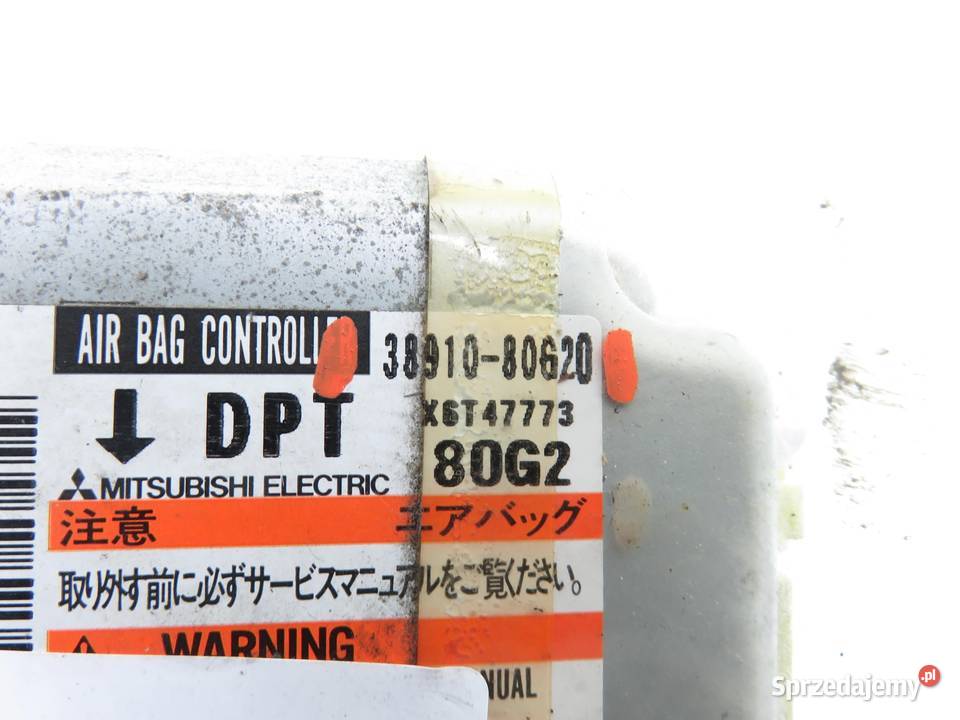 AIR BAG CONTROLLER 38910-80G20
DPT X6T47773
80G2
MITSUBISHI ELECTRIC
注意 エアバッグ
取り外す前に必ずサービスマニュアルをご覧ください。
WARNING
NUAL
Sprzedajemy.pl